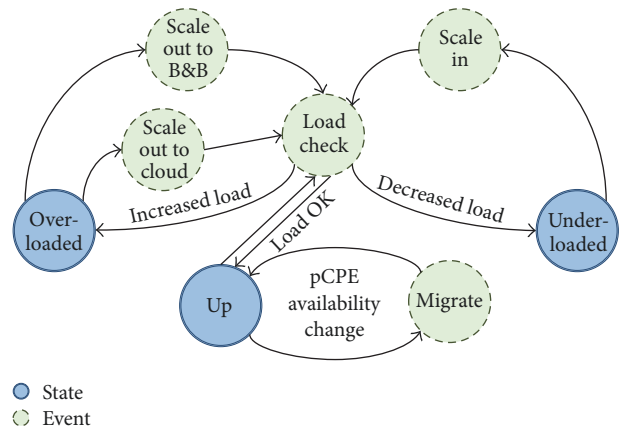 Scale
out to
B&B
Scale
in
Scale
out to
cloud
Load
check
Increased load
Decreased load
Load OK
Over-
loaded
Under-
loaded
Up
pCPE
availability
change
Migrate
State
Event